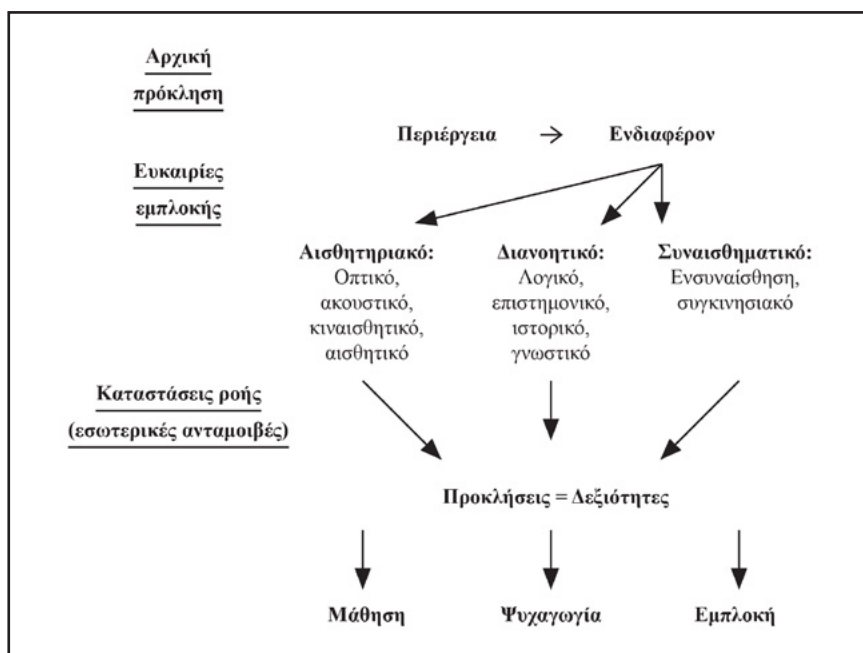 Αρχική
πρόκληση
Περιέργεια → Ενδιαφέρον
Ευκαιρίες
εμπλοκής
Αισθητηριακό:
Οπτικό,
ακουστικό,
κιναισθητικό,
αισθητικό
Διανοητικό:
Λογικό,
επιστημονικό,
ιστορικό,
γνωστικό
Συναισθηματικό:
Ενσυναίσθηση,
συγκινησιακό
Καταστάσεις ροής
(εσωτερικές ανταμοιβές)
Προκλήσεις = Δεξιότητες
Μάθηση
Ψυχαγωγία
Εμπλοκή